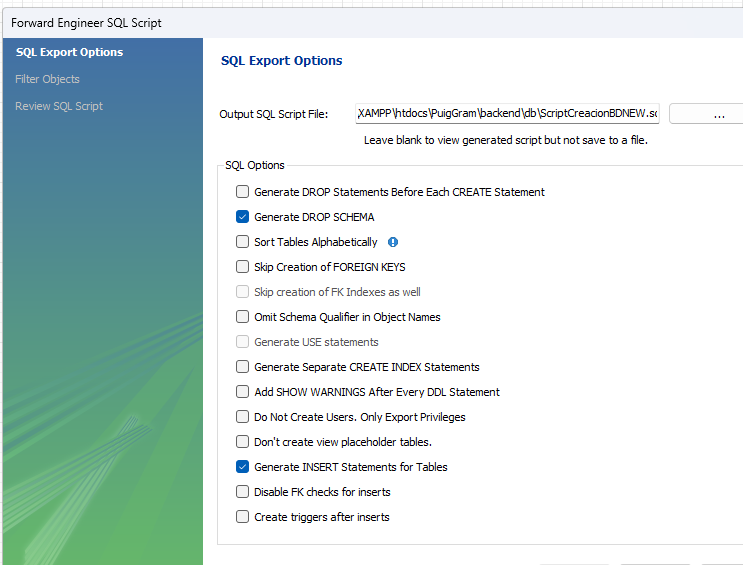 Forward Engineer SQL Script
SQL Export Options
Filter Objects
Review SQL Script
SQL Export Options
Output SQL Script File: XAMPP\htdocs\PuigGram\backend\db\ScriptCreacionBDNEW.sc ...
Leave blank to view generated script but not save to a file.
SQL Options
Generate DROP Statements Before Each CREATE Statement
Generate DROP SCHEMA
Sort Tables Alphabetically
Skip Creation of FOREIGN KEYS
Skip creation of FK Indexes as well
Omit Schema Qualifier in Object Names
Generate USE statements
Generate Separate CREATE INDEX Statements
Add SHOW WARNINGS After Every DDL Statement
Do Not Create Users. Only Export Privileges
Don't create view placeholder tables.
Generate INSERT Statements for Tables
Disable FK checks for inserts
Create triggers after inserts